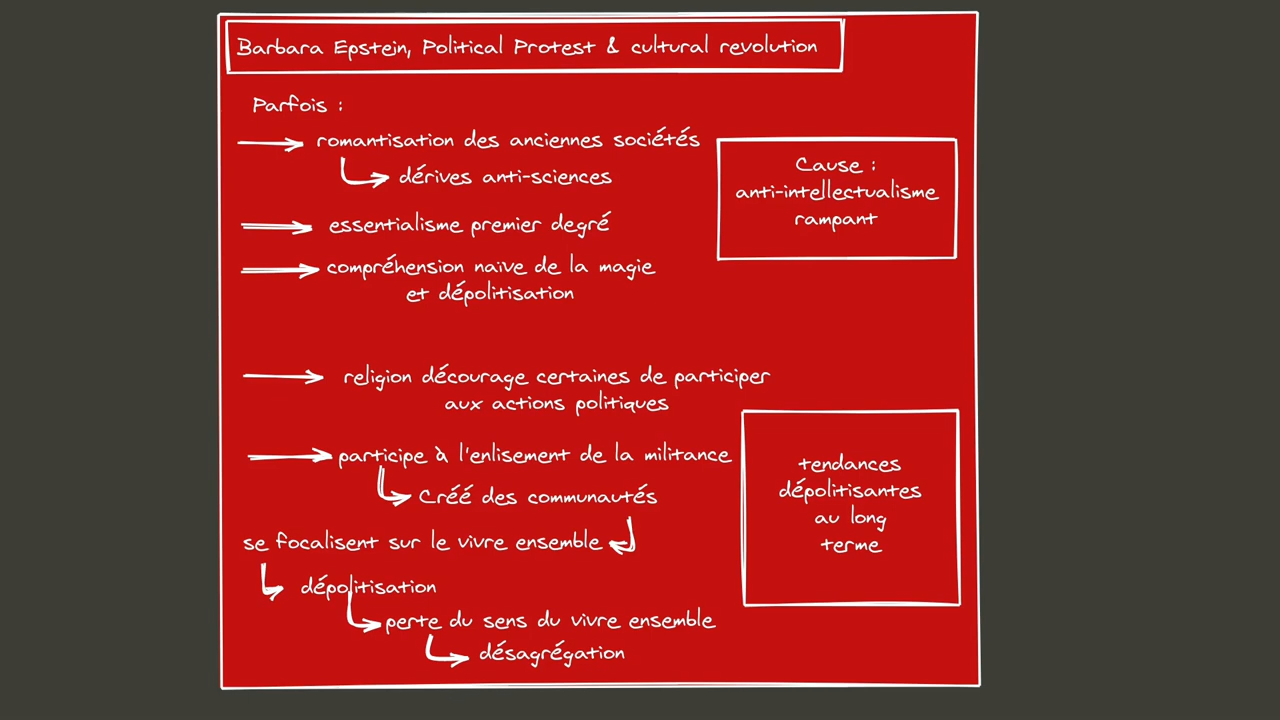 Barbara Epstein, Political Protest & cultural revolution
Parfois :
romantisation des anciennes sociétés
dérives anti-sciences
essentialisme premier degré
compréhension naïve de la magie
et dépolitisation
Cause :
anti-intellectualisme
rampant
religion décourage certaines de participer
aux actions politiques
participe à l'enlisement de la militance
Créé des communautés
se focalisent sur le vivre ensemble
dépolitisation
perte du sens du vivre ensemble
désagrégation
tendances
dépolitisantes
au long
terme